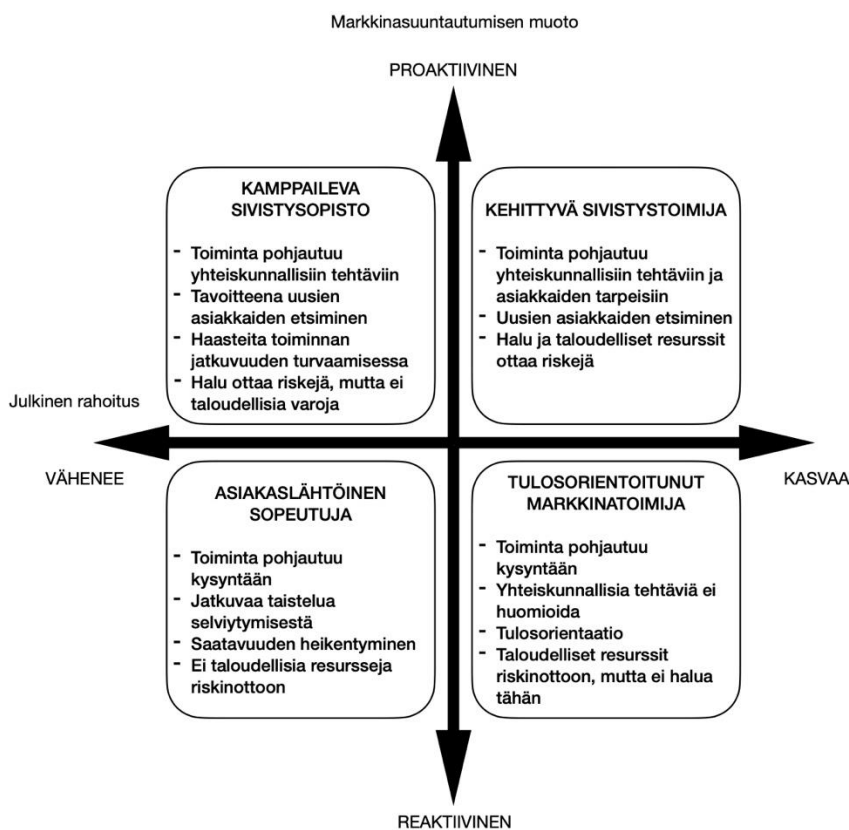 Markkinasuuntautumisen muoto
PROAKTIIVINEN
KAMPPAILEVA
SIVISTYSOPISTO
- Toiminta pohjautuu
yhteiskunnallisiin tehtäviin
- Tavoitteena uusien
asiakkaiden etsiminen
- Haasteita toiminnan
jatkuvuuden turvaamisessa
- Halu ottaa riskejä, mutta ei
taloudellisia varoja
KEHITTYVÄ SIVISTYSTOIMIJA
- Toiminta pohjautuu
yhteiskunnallisiin tehtäviin ja
asiakkaiden tarpeisiin
- Uusien asiakkaiden etsiminen
- Halu ja taloudelliset resurssit
ottaa riskejä
Julkinen rahoitus
VÄHENEE
KASVAA
ASIAKASLÄHTÖINEN
SOPEUTUJA
- Toiminta pohjautuu
kysyntään
- Jatkuvaa taistelua
selviytymisestä
- Saatavuuden heikentyminen
- Ei taloudellisia resursseja
riskinottoon
TULOSORIENTOITUNUT
MARKKINATOIMIJA
- Toiminta pohjautuu
kysyntään
- Yhteiskunnallisia tehtäviä ei
huomioida
- Tulosorientaatio
- Taloudelliset resurssit
riskinottoon, mutta ei halua
tähän
REAKTIIVINEN